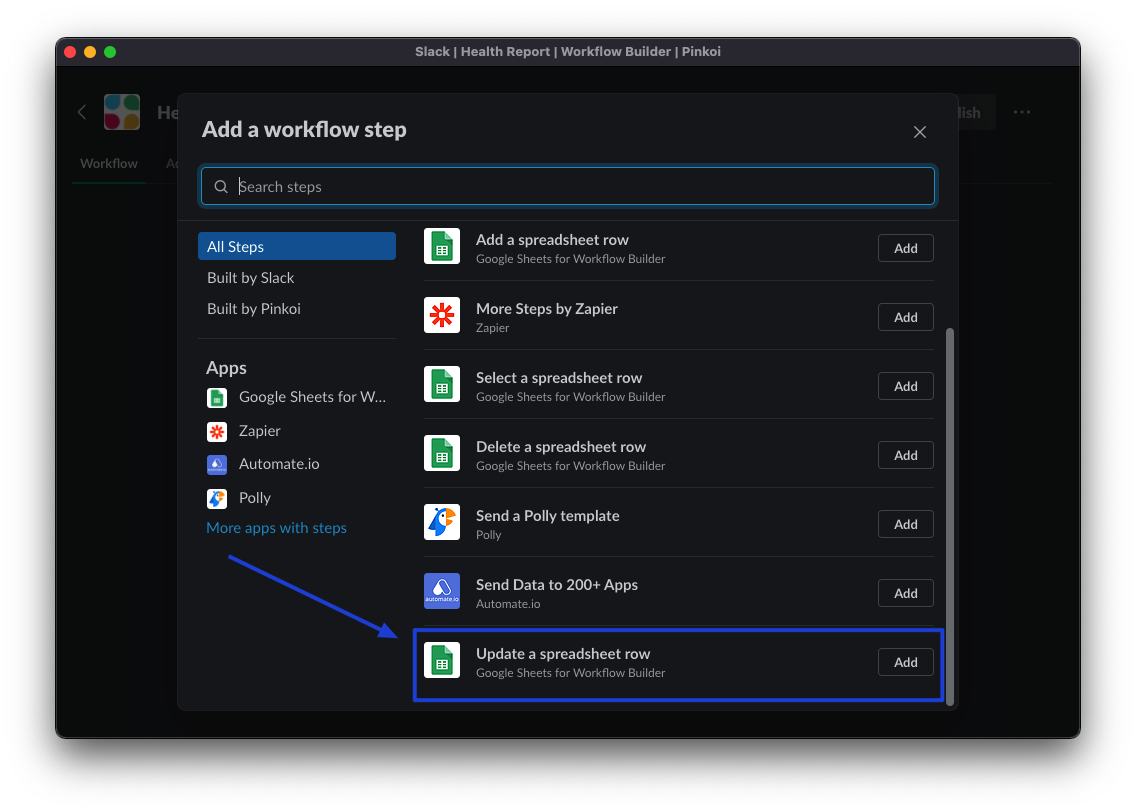 Slack | Health Report | Workflow Builder | Pinkoi
He
lish
Workflow
Add a workflow step
Search steps
All Steps
Built by Slack
Built by Pinkoi
Apps
Google Sheets for W...
Zapier
Automate.io
Polly
More apps with steps
Add a spreadsheet row
Google Sheets for Workflow Builder
Add
More Steps by Zapier
Zapier
Add
Select a spreadsheet row
Google Sheets for Workflow Builder
Add
Delete a spreadsheet row
Google Sheets for Workflow Builder
Add
Send a Polly template
Polly
Add
automate.io
Send Data to 200+ Apps
Automate.io
Add
Update a spreadsheet row
Google Sheets for Workflow Builder
Add